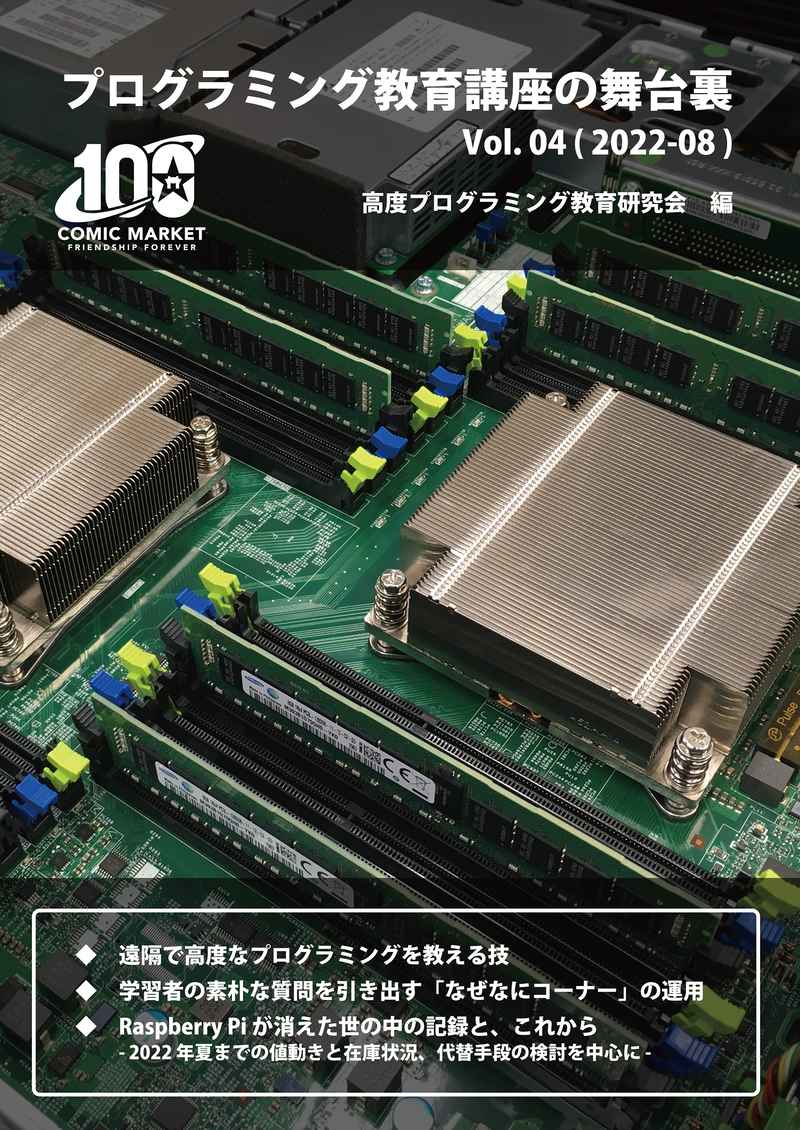 プログラミング教育講座の舞台裏
Vol. 04 ( 2022-08 )
高度プログラミング教育研究会　編
100
COMIC MARKET
FRIENDSHIP FOREVER
Pulse
◆ 遠隔で高度なプログラミングを教える技
◆ 学習者の素朴な質問を引き出す「なぜなにコーナー」の運用
◆ Raspberry Pi が消えた世の中の記録と、これから
- 2022 年夏までの値動きと在庫状況、代替手段の検討を中心に -